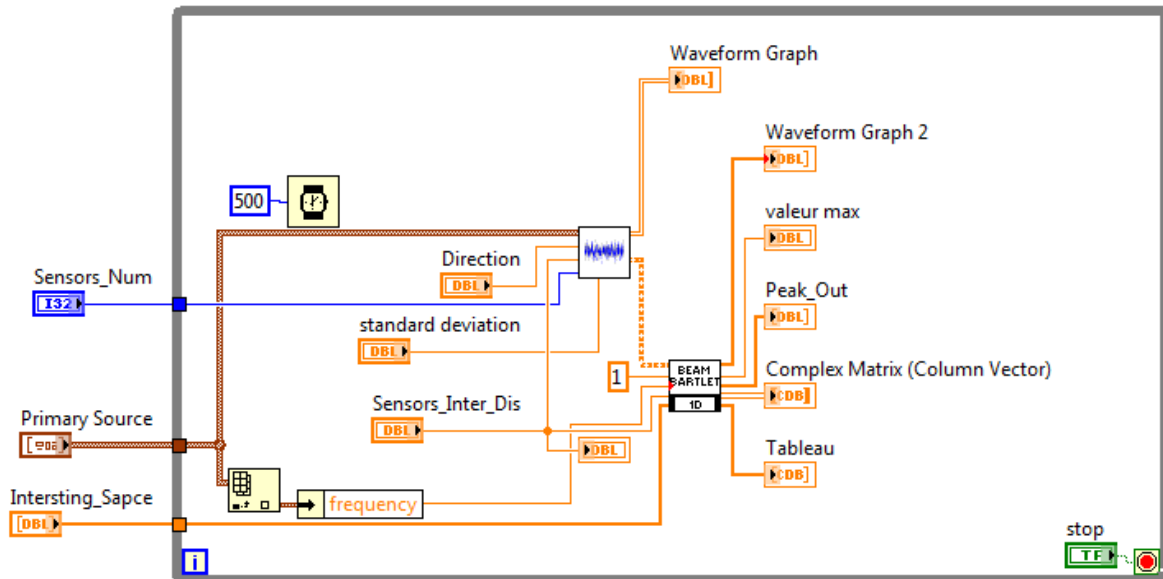 Waveform Graph
DBL]
Waveform Graph 2
DBL]
500
valeur max
DBL
Direction
DBL
Sensors_Num
I32
Peak_Out
DBL]
standard deviation
DBL
BEAM
BARTLET
1D
1
Complex Matrix (Column Vector)
CDB]
Sensors_Inter_Dis
DBL
DBL
Primary Source
Tableau
CDB]
Intersting_Sapce
[DBL]
frequency
stop
TF
i